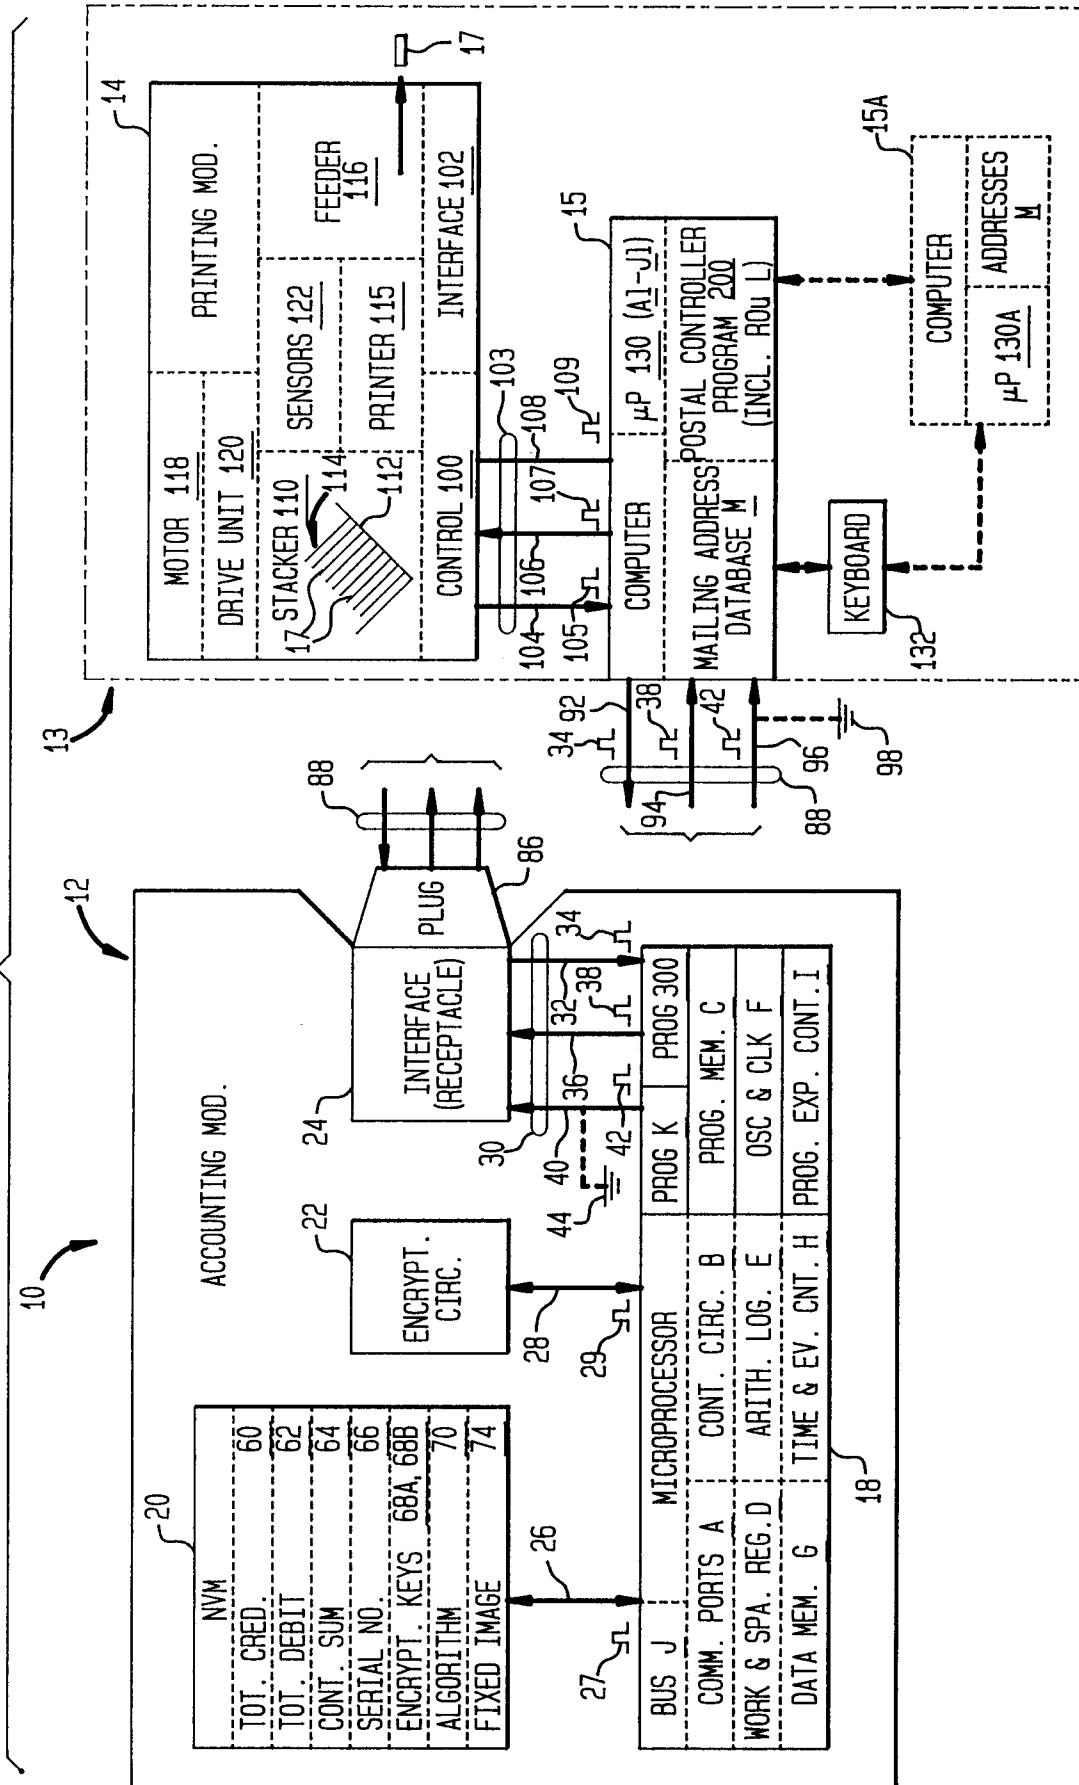 10
12
ACCOUNTING MOD.
20
NVM
TOT. CRED. 60
TOT. DEBIT 62
CONT. SUM 64
SERIAL NO. 66
ENCRYPT. KEYS 68A, 68B
ALGORITHM 70
FIXED IMAGE 74
22
ENCRYPT.
CIRC.
24
INTERFACE
(RECEPTACLE)
PLUG
86
88
26
27
28
29
30
44
40
42
36
38
32
34
BUS J
MICROPROCESSOR
PROG K
PROG 300
COMM. PORTS A
CONT. CIRC. B
PROG. MEM. C
WORK & SPA. REG. D
ARITH. LOG. E
OSC & CLK F
DATA MEM. G
TIME & EV. CNT. H
PROG. EXP. CONT. I
18
13
14
MOTOR 118
PRINTING MOD.
DRIVE UNIT 120
STACKER 110
114
17
112
SENSORS 122
PRINTER 115
FEEDER
116
17
CONTROL 100
INTERFACE 102
103
104
105
106
107
108
109
15
COMPUTER
µP 130 (A1-J1)
MAILING ADDRESS
DATABASE M
POSTAL CONTROLLER
PROGRAM 200
(INCL. ROu L)
34
92
38
94
42
96
88
98
KEYBOARD
132
15A
COMPUTER
µP 130A
ADDRESSES
M